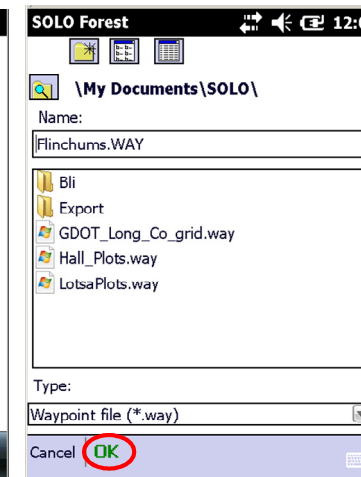 SOLO Forest 12:
\My Documents\SOLO\
Name:
Flinchums.WAY
Bli
Export
GDOT_Long_Co_grid.way
Hall_Plots.way
LotsaPlots.way
Type:
Waypoint file (*.way)
Cancel OK